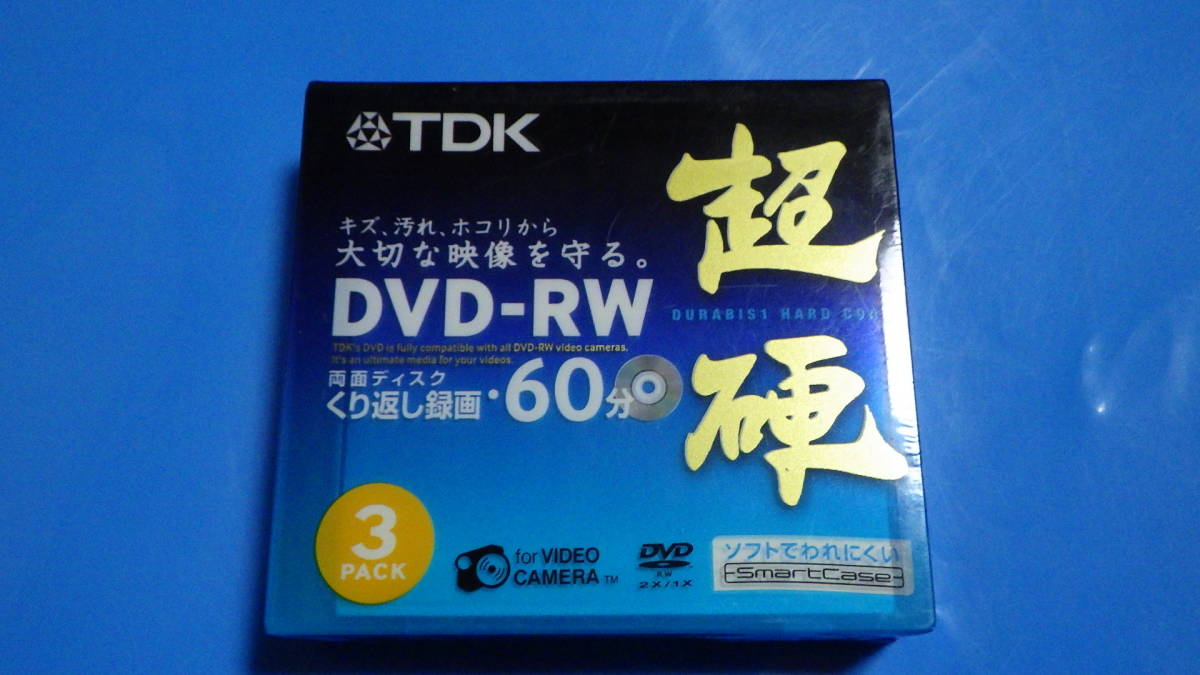 TDK
超硬
キズ、汚れ、ホコリから
大切な映像を守る。
DVD-RW
DURABIS1 HARD COA
TDK's DVD is fully compatible with all DVD-RW video cameras.
It's an ultimate media for your videos.
両面ディスク
くり返し録画・60分
3
PACK
for VIDEO
CAMERA TM
DVD
RW
2X/1X
ソフトでわれにくい
SmartCase